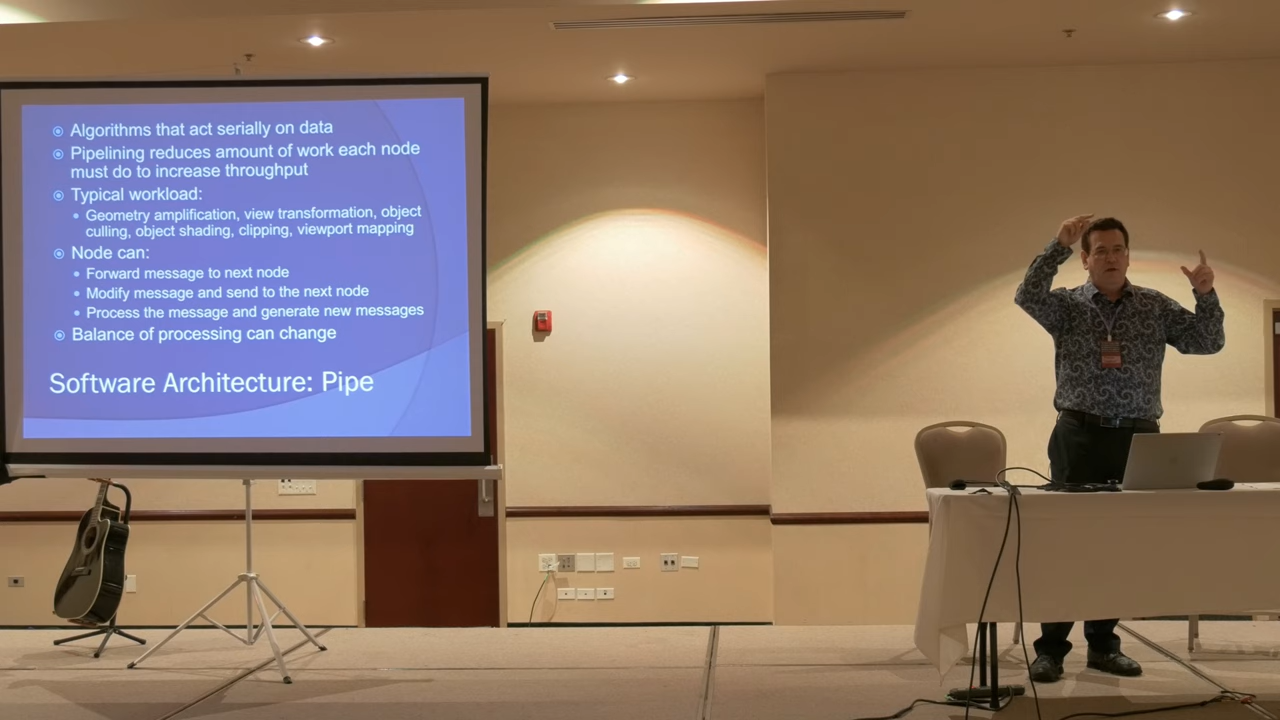 Algorithms that act serially on data
Pipelining reduces amount of work each node
must do to increase throughput
Typical workload:
Geometry amplification, view transformation, object
culling, object shading, clipping, viewport mapping
Node can:
Forward message to next node
Modify message and send to the next node
Process the message and generate new messages
Balance of processing can change
Software Architecture: Pipe